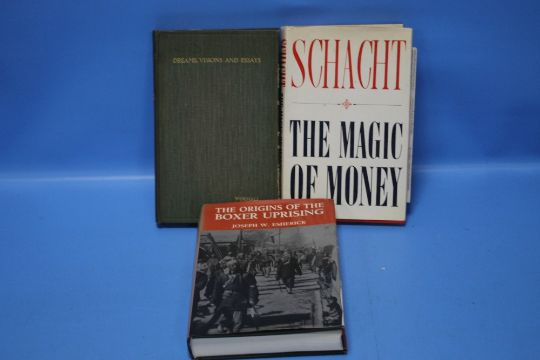 DREAMS, VISIONS AND ESSAYS
SCHACHT
THE MAGIC
OF MONEY
THE ORIGINS OF THE
BOXER UPRISING
JOSEPH W. ESHERICK